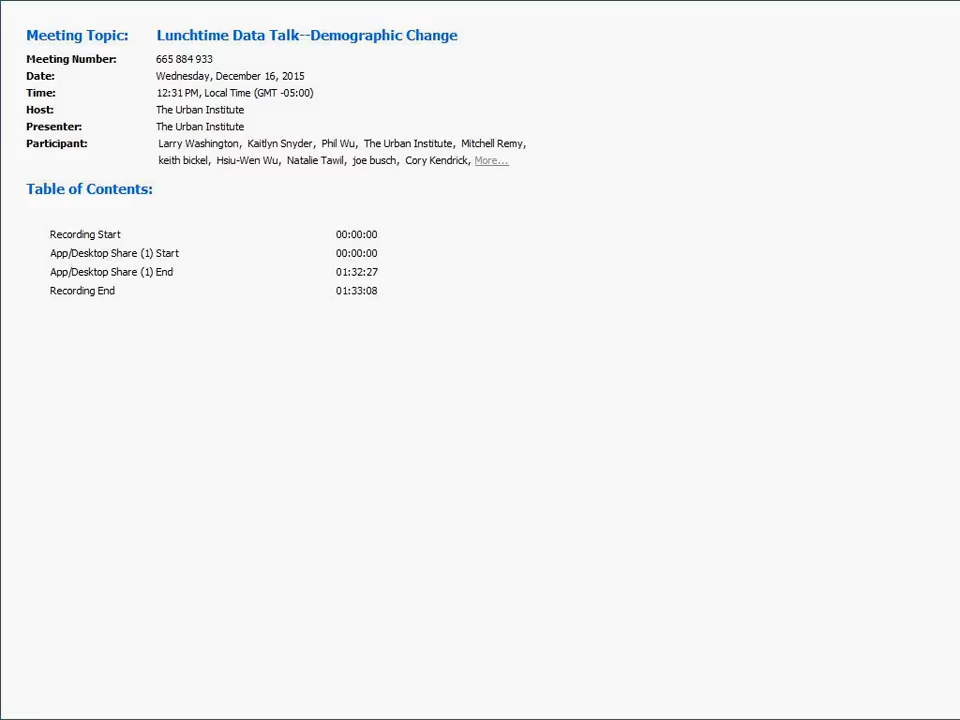 Meeting Topic: Lunchtime Data Talk--Demographic Change
Meeting Number: 665 884 933
Date: Wednesday, December 16, 2015
Time: 12:31 PM, Local Time (GMT -05:00)
Host: The Urban Institute
Presenter: The Urban Institute
Participant: Larry Washington, Kaitlyn Snyder, Phil Wu, The Urban Institute, Mitchell Remy,
keith bickel, Hsiu-Wen Wu, Natalie Tawil, joe busch, Cory Kendrick, More...
Table of Contents:
Recording Start 00:00:00
App/Desktop Share (1) Start 00:00:00
App/Desktop Share (1) End 01:32:27
Recording End 01:33:08